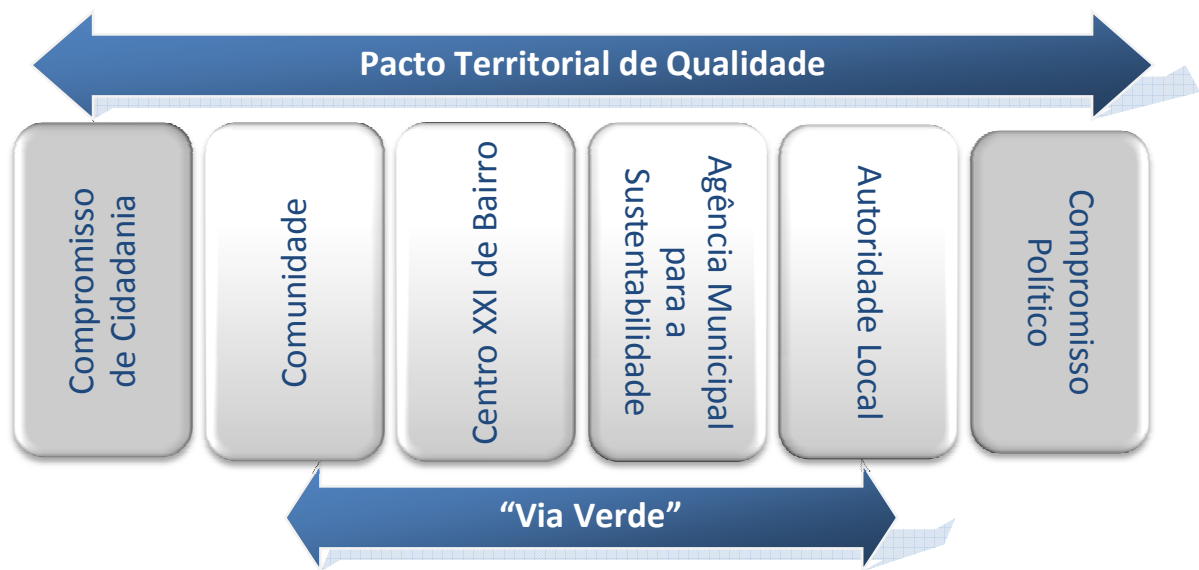 Pacto Territorial de Qualidade
Compromisso
de Cidadania
Comunidade
Centro XXI de Bairro
Agência Municipal
para a
Sustentabilidade
Autoridade Local
Compromisso
Político
“Via Verde”